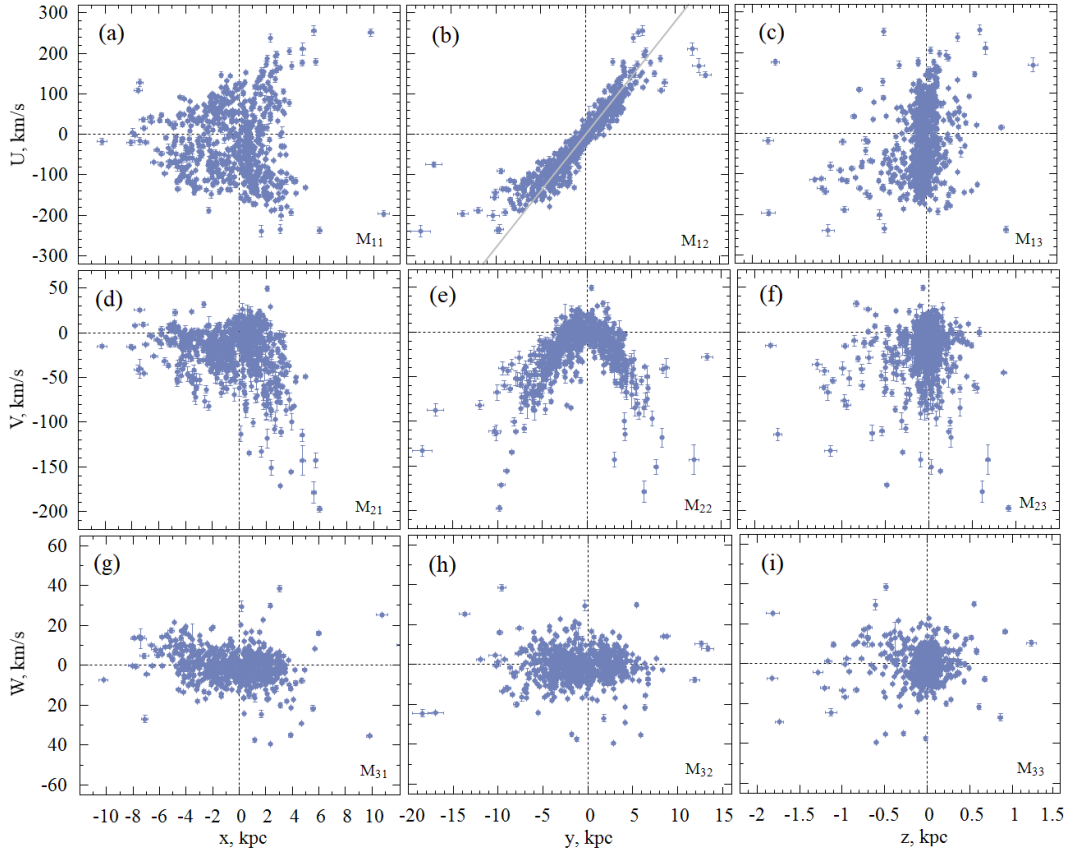 (a) (b) (c)
300
200
100
0
-100
-200
-300
U, km/s
M11 M12 M13
(d) (e) (f)
50
0
-50
-100
-150
-200
V, km/s
M21 M22 M23
(g) (h) (i)
60
40
20
0
20
40
60
W, km/s
M31 M32 M33
-10 -8 -6 -4 -2 0 2 4 6 8 10 -20 -15 -10 -5 0 5 10 15 -2 -1.5 -1 -0.5 0 0.5 1 1.5
x, kpc y, kpc z, kpc